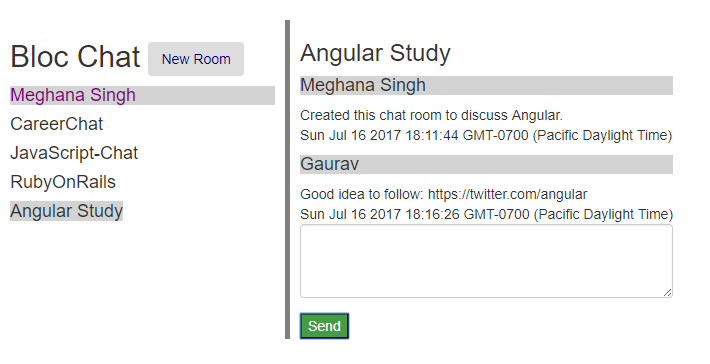 Bloc Chat
New Room
Meghana Singh
CareerChat
JavaScript-Chat
RubyOnRails
Angular Study
Angular Study
Meghana Singh
Created this chat room to discuss Angular.
Sun Jul 16 2017 18:11:44 GMT-0700 (Pacific Daylight Time)
Gaurav
Good idea to follow: https://twitter.com/angular
Sun Jul 16 2017 18:16:26 GMT-0700 (Pacific Daylight Time)
Send